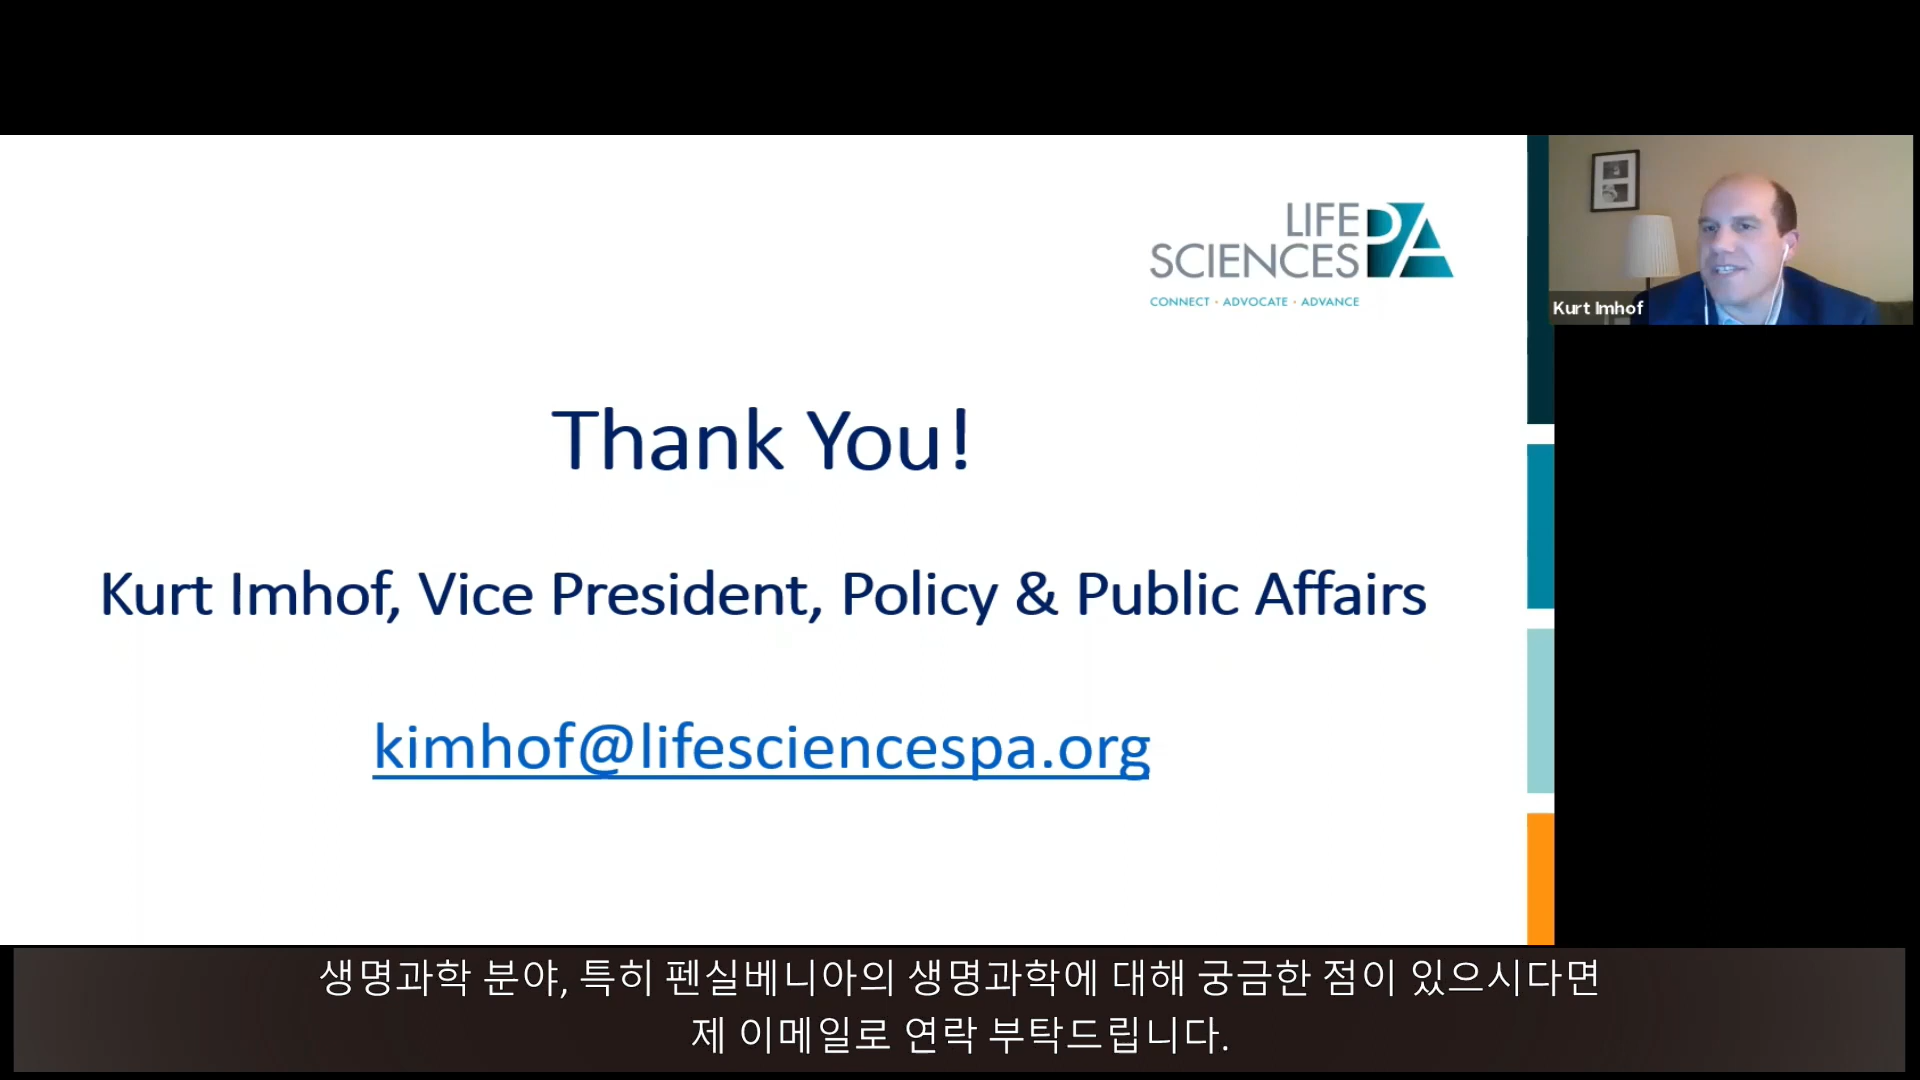 LIFE
SCIENCES PA
CONNECT • ADVOCATE • ADVANCE
Kurt Imhof
Thank You!
Kurt Imhof, Vice President, Policy & Public Affairs
kimhof@lifesciencespa.org
생명과학 분야, 특히 펜실베니아의 생명과학에 대해 궁금한 점이 있으시다면
제 이메일로 연락 부탁드립니다.